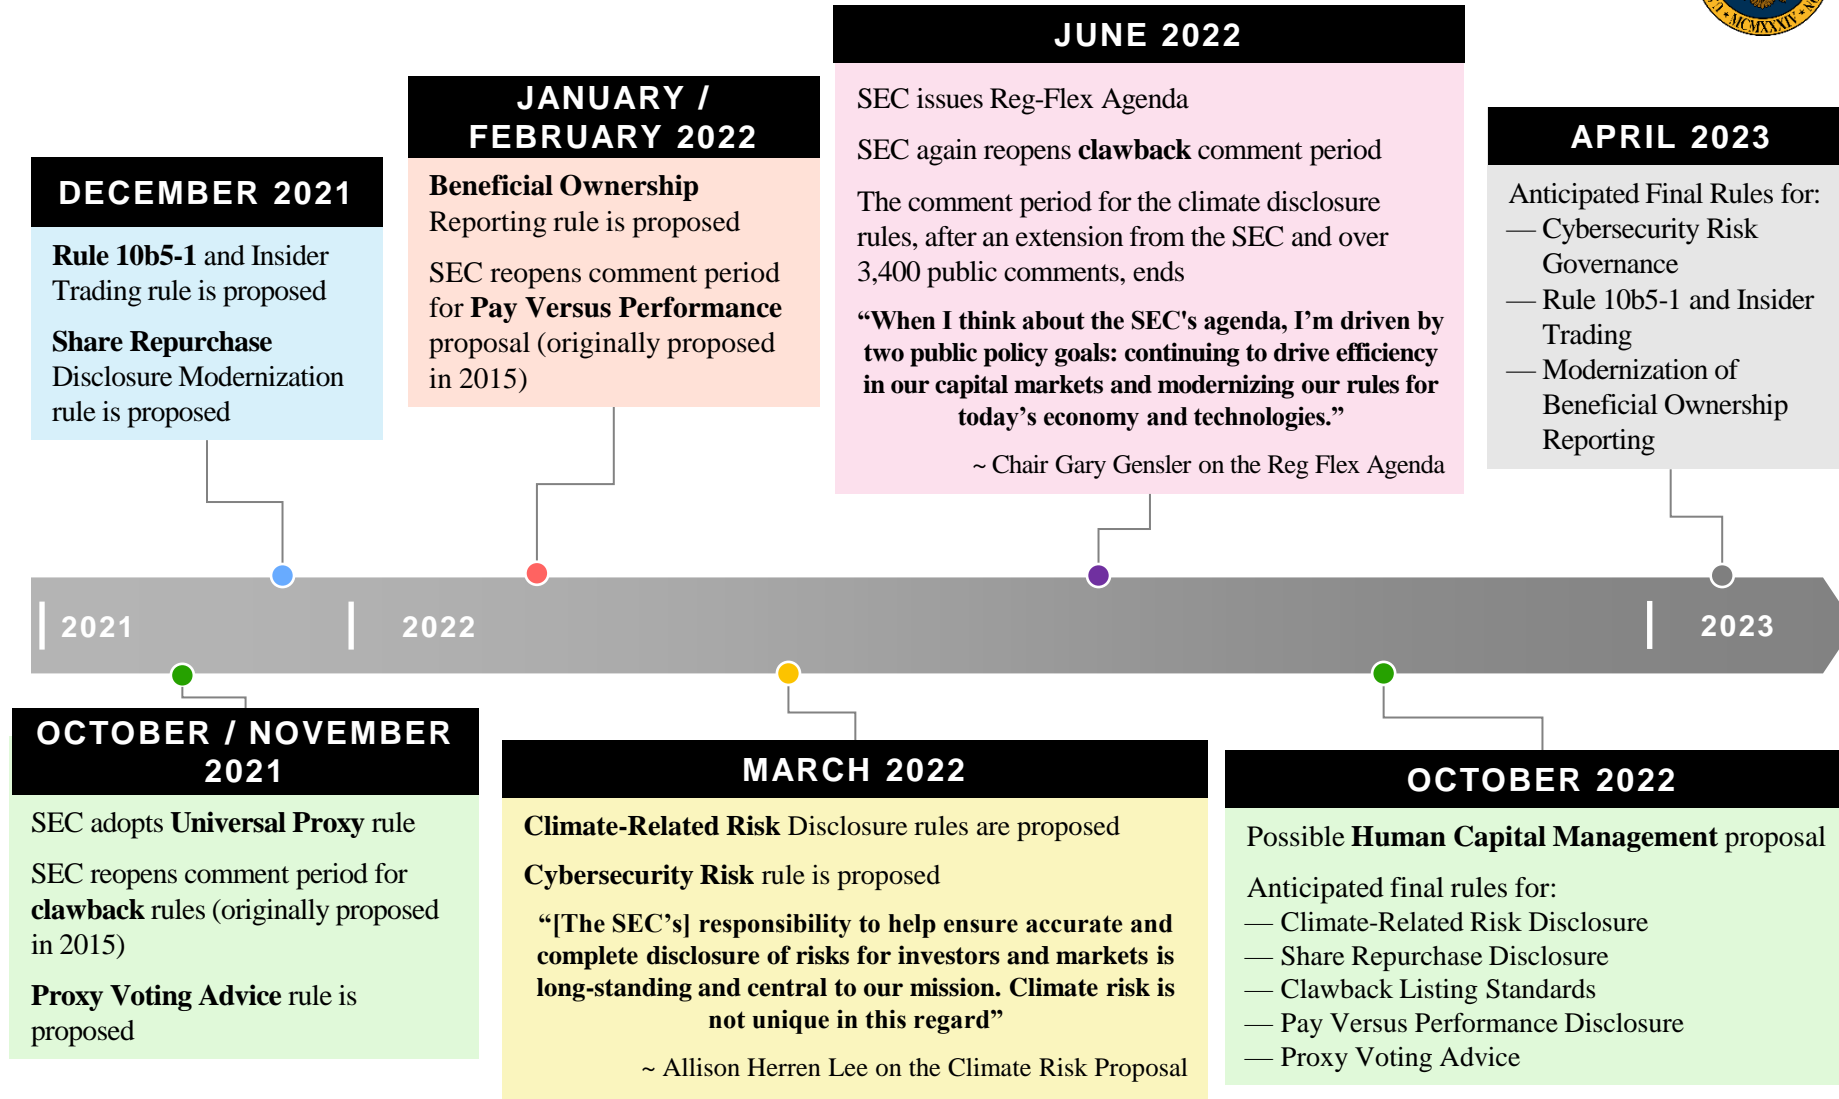 MCMXXXIV
JUNE 2022
SEC issues Reg-Flex Agenda
SEC again reopens clawback comment period
The comment period for the climate disclosure
rules, after an extension from the SEC and over
3,400 public comments, ends
“When I think about the SEC's agenda, I’m driven by
two public policy goals: continuing to drive efficiency
in our capital markets and modernizing our rules for
today’s economy and technologies.”
~ Chair Gary Gensler on the Reg Flex Agenda
JANUARY /
FEBRUARY 2022
Beneficial Ownership
Reporting rule is proposed
SEC reopens comment period
for Pay Versus Performance
proposal (originally proposed
in 2015)
APRIL 2023
Anticipated Final Rules for:
— Cybersecurity Risk
Governance
— Rule 10b5-1 and Insider
Trading
— Modernization of
Beneficial Ownership
Reporting
DECEMBER 2021
Rule 10b5-1 and Insider
Trading rule is proposed
Share Repurchase
Disclosure Modernization
rule is proposed
2021
2022
2023
OCTOBER / NOVEMBER
2021
SEC adopts Universal Proxy rule
SEC reopens comment period for
clawback rules (originally proposed
in 2015)
Proxy Voting Advice rule is
proposed
MARCH 2022
Climate-Related Risk Disclosure rules are proposed
Cybersecurity Risk rule is proposed
“[The SEC’s] responsibility to help ensure accurate and
complete disclosure of risks for investors and markets is
long-standing and central to our mission. Climate risk is
not unique in this regard”
~ Allison Herren Lee on the Climate Risk Proposal
OCTOBER 2022
Possible Human Capital Management proposal
Anticipated final rules for:
— Climate-Related Risk Disclosure
— Share Repurchase Disclosure
— Clawback Listing Standards
— Pay Versus Performance Disclosure
— Proxy Voting Advice